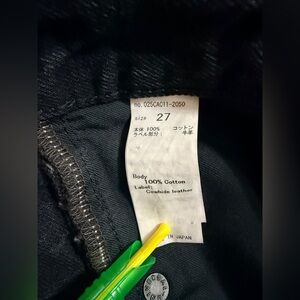 no. 025CAC11-2050
SIZE 27
本体 100% コットン
ラベル部分: 牛革
Body
100% Cotton
Label:
Cowhide leather
IN JAPAN